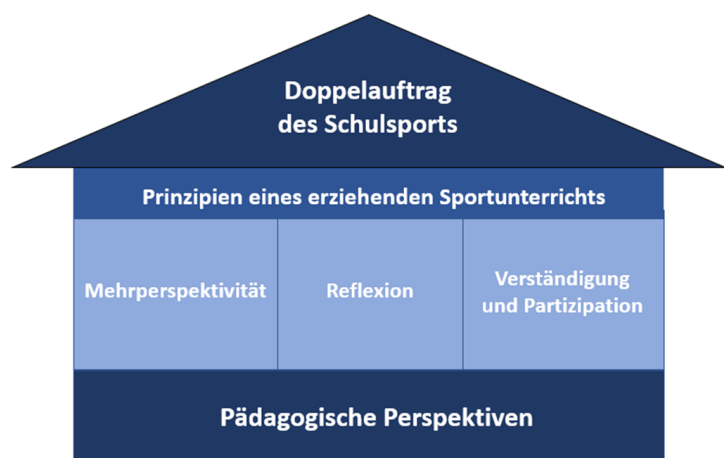 Doppelauftrag
des Schulsports
Prinzipien eines erziehenden Sportunterrichts
Mehrperspektivität
Reflexion
Verständigung
und Partizipation
Pädagogische Perspektiven